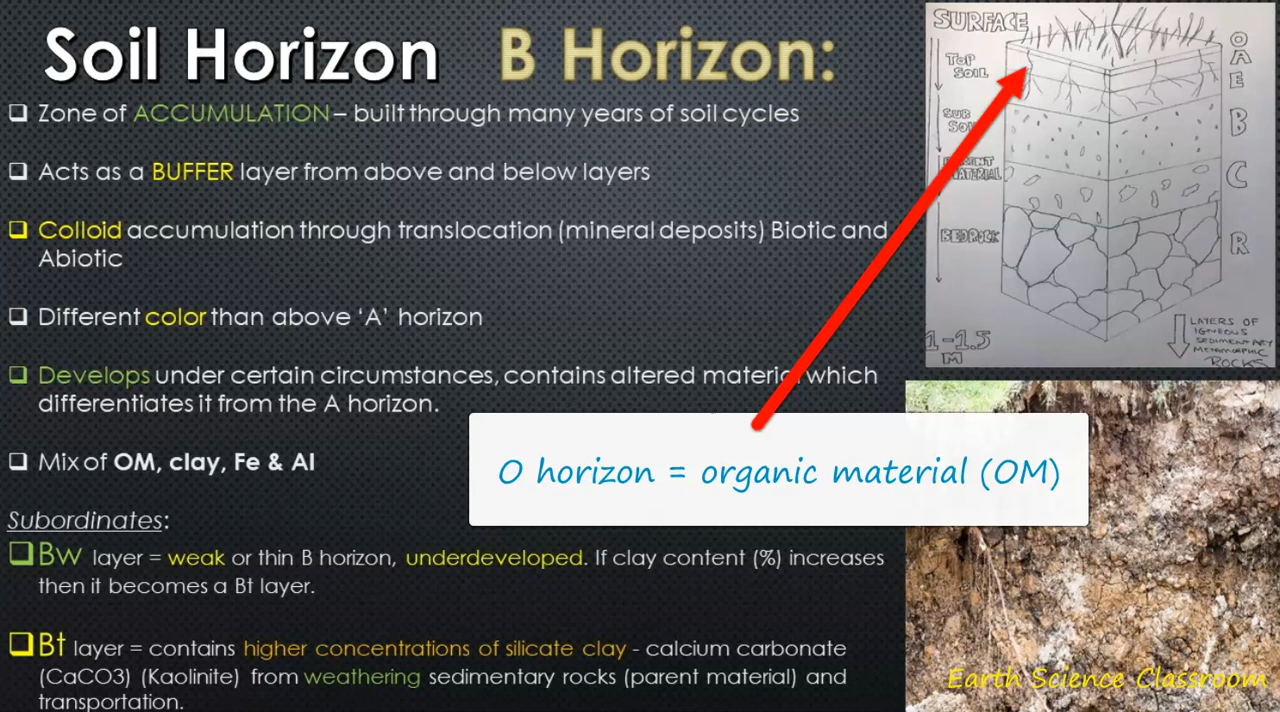 Soil Horizon B Horizon:
Zone of ACCUMULATION – built through many years of soil cycles
Acts as a BUFFER layer from above and below layers
Colloid accumulation through translocation (mineral deposits) Biotic and
Abiotic
Different color than above ‘A’ horizon
Develops under certain circumstances, contains altered material which
differentiates it from the A horizon.
Mix of OM, clay, Fe & Al
Subordinates:
Bw layer = weak or thin B horizon, underdeveloped. If clay content (%) increases
then it becomes a Bt layer.
Bt layer = contains higher concentrations of silicate clay - calcium carbonate
(CaCO3) (Kaolinite) from weathering sedimentary rocks (parent material) and
transportation.
O horizon = organic material (OM)
SURFACE
TOP
SOIL
SUB
MATERIAL
BEDROCK
1-1.5
M
O
A
E
B
C
R
LAYERS OF
IGNEOUS
SEDIMENTARY
METAMORPHIC
ROCKS
Earth Science Classroom